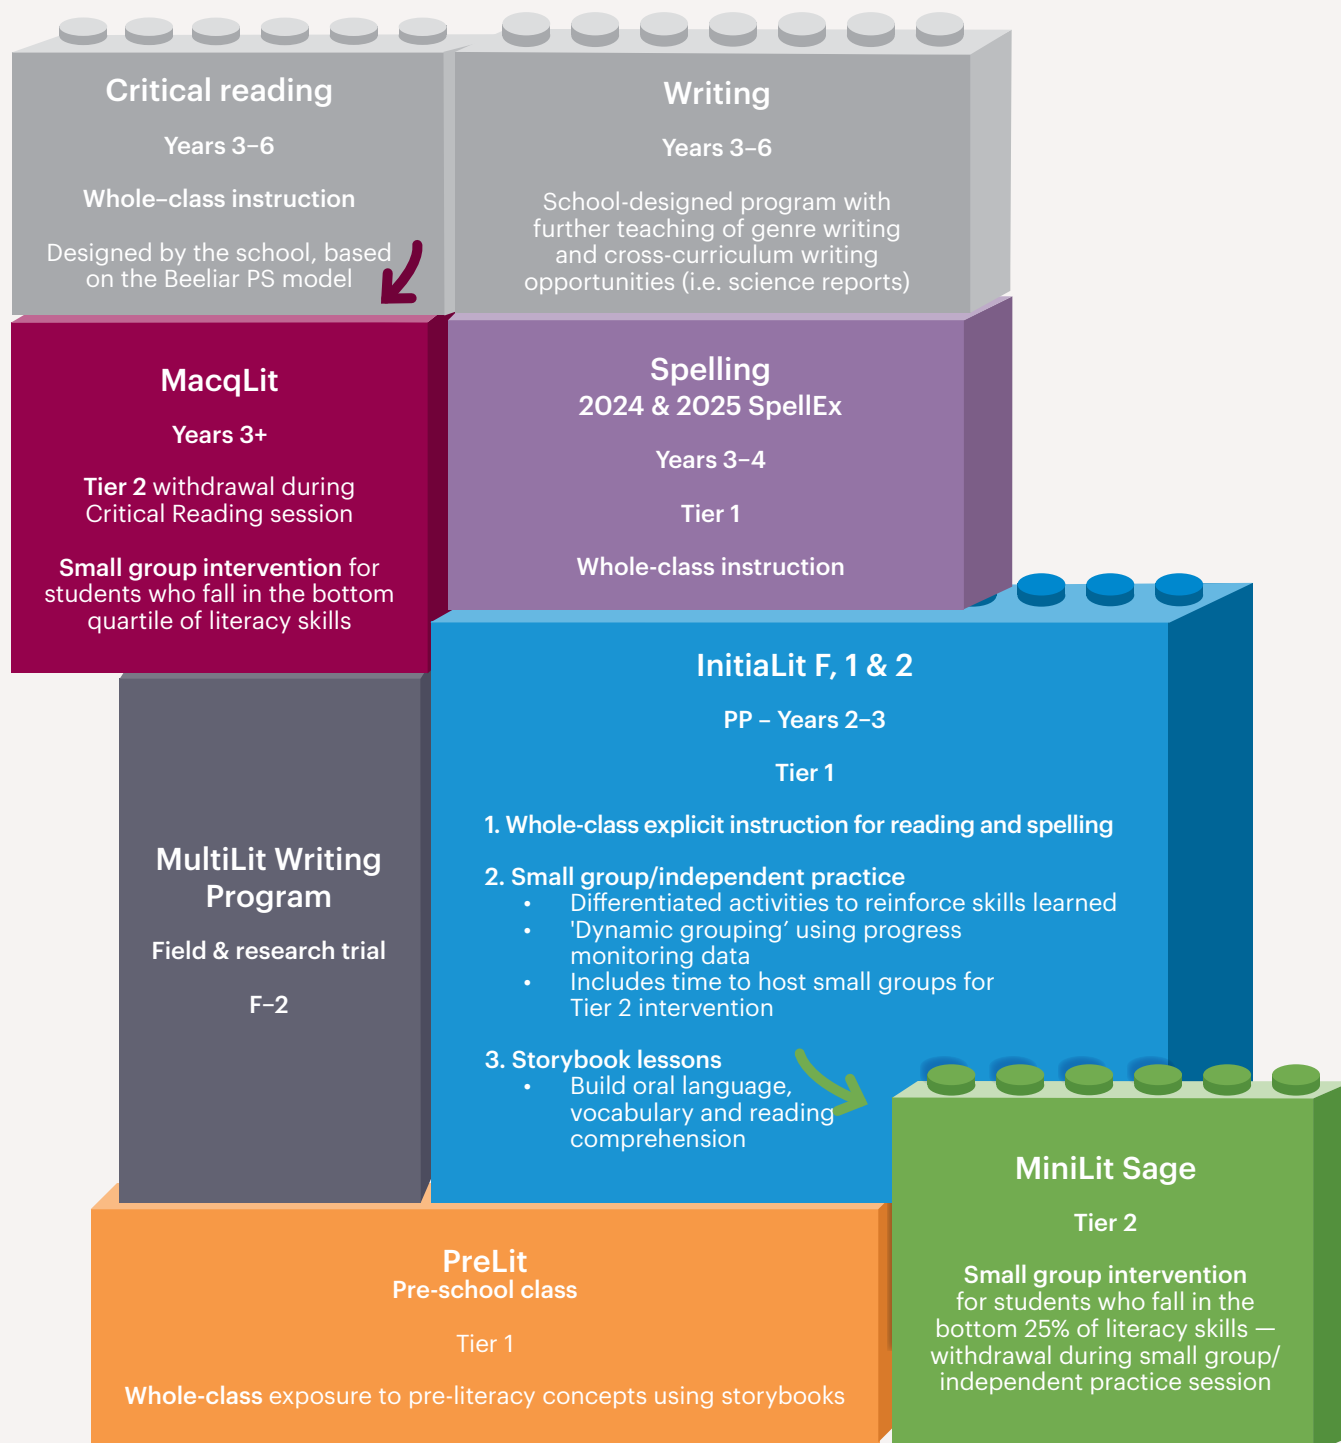 Critical reading
Years 3–6
Whole–class instruction
Designed by the school, based
on the Beeliar PS model
Writing
Years 3–6
School-designed program with
further teaching of genre writing
and cross-curriculum writing
opportunities (i.e. science reports)
MacqLit
Years 3+
Tier 2 withdrawal during
Critical Reading session
Small group intervention for
students who fall in the bottom
quartile of literacy skills
Spelling
2024 & 2025 SpellEx
Years 3–4
Tier 1
Whole-class instruction
MultiLit Writing
Program
Field & research trial
F–2
InitiaLit F, 1 & 2
PP – Years 2–3
Tier 1
1. Whole-class explicit instruction for reading and spelling
2. Small group/independent practice
• Differentiated activities to reinforce skills learned
• 'Dynamic grouping’ using progress
monitoring data
• Includes time to host small groups for
Tier 2 intervention
3. Storybook lessons
• Build oral language,
vocabulary and reading
comprehension
MiniLit Sage
Tier 2
Small group intervention
for students who fall in the
bottom 25% of literacy skills —
withdrawal during small group/
independent practice session
PreLit
Pre-school class
Tier 1
Whole-class exposure to pre-literacy concepts using storybooks